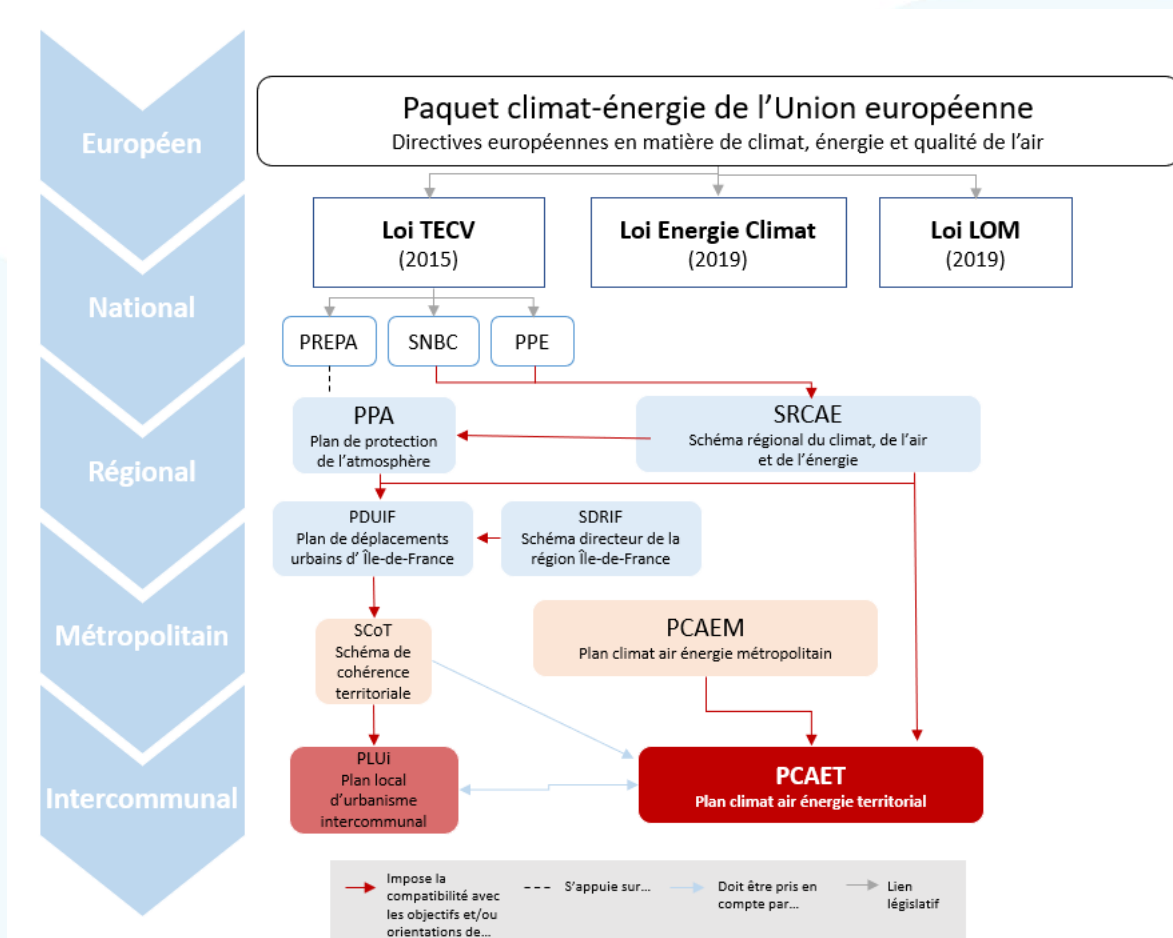 Européen
Paquet climat-énergie de l’Union européenne
Directives européennes en matière de climat, énergie et qualité de l’air
National
Loi TECV
(2015)
Loi Energie Climat
(2019)
Loi LOM
(2019)
PREPA
SNBC
PPE
Régional
PPA
Plan de protection
de l’atmosphère
SRCAE
Schéma régional du climat, de l’air
et de l’énergie
PDUIF
Plan de déplacements
urbains d’ Île-de-France
SDRIF
Schéma directeur de la
région Île-de-France
Métropolitain
SCoT
Schéma de
cohérence
territoriale
PCAEM
Plan climat air énergie métropolitain
Intercommunal
PLUi
Plan local
d’urbanisme
intercommunal
PCAET
Plan climat air énergie territorial
Impose la
compatibilité avec
les objectifs et/ou
orientations de...
S’appuie sur...
Doit être pris en
compte par...
Lien
législatif